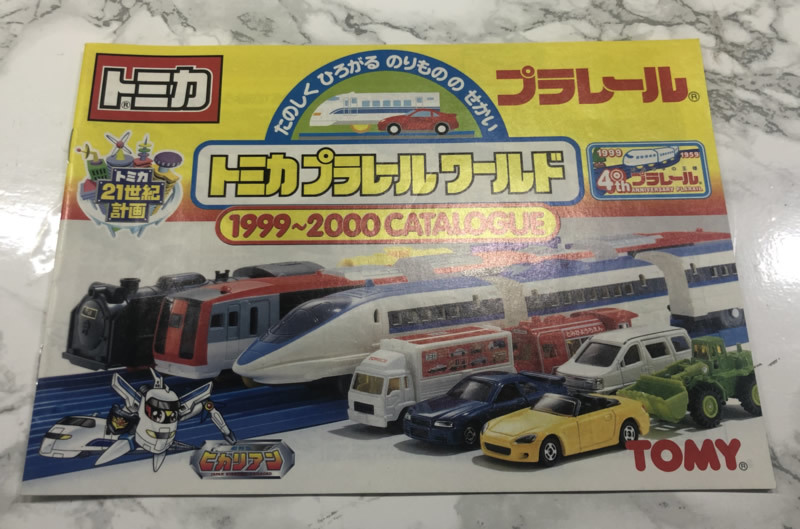 トミカ®
たのしく ひろがる のりものの せかい
プラレール®
トミカ
21世紀
計画
トミカプラレールワールド
1999 1959
40th プラレール
ANNIVERSARY PLARAIL
1999~2000 CATALOGUE
ヒカリアン
TOMY®